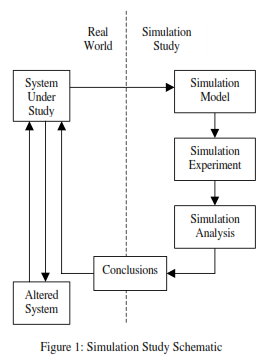 Real
World
Simulation
Study
System
Under
Study
Simulation
Model
Simulation
Experiment
Simulation
Analysis
Conclusions
Altered
System
Figure 1: Simulation Study Schematic